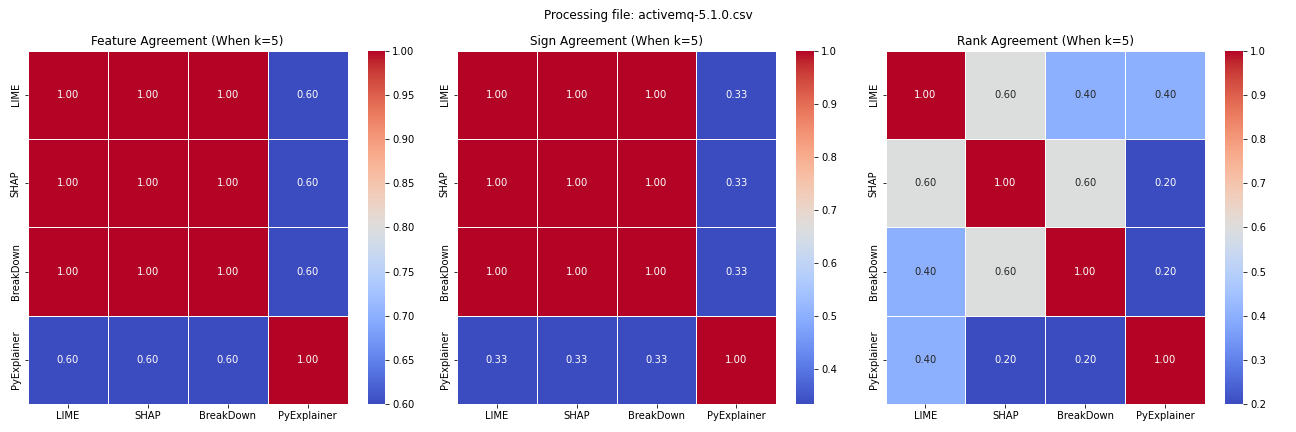 Processing file: activemq-5.1.0.csv
Feature Agreement (When k=5)
LIME
SHAP
BreakDown
PyExplainer
1.00 1.00 1.00 0.60
1.00 1.00 1.00 0.60
1.00 1.00 1.00 0.60
0.60 0.60 0.60 1.00
LIME SHAP BreakDown PyExplainer
1.00
0.95
0.90
0.85
0.80
0.75
0.70
0.65
0.60
Sign Agreement (When k=5)
LIME
SHAP
BreakDown
PyExplainer
1.00 1.00 1.00 0.33
1.00 1.00 1.00 0.33
1.00 1.00 1.00 0.33
0.33 0.33 0.33 1.00
LIME SHAP BreakDown PyExplainer
1.0
0.9
0.8
0.7
0.6
0.5
0.4
Rank Agreement (When k=5)
LIME
SHAP
BreakDown
PyExplainer
1.00 0.60 0.40 0.40
0.60 1.00 0.60 0.20
0.40 0.60 1.00 0.20
0.40 0.20 0.20 1.00
LIME SHAP BreakDown PyExplainer
1.0
0.9
0.8
0.7
0.6
0.5
0.4
0.3
0.2